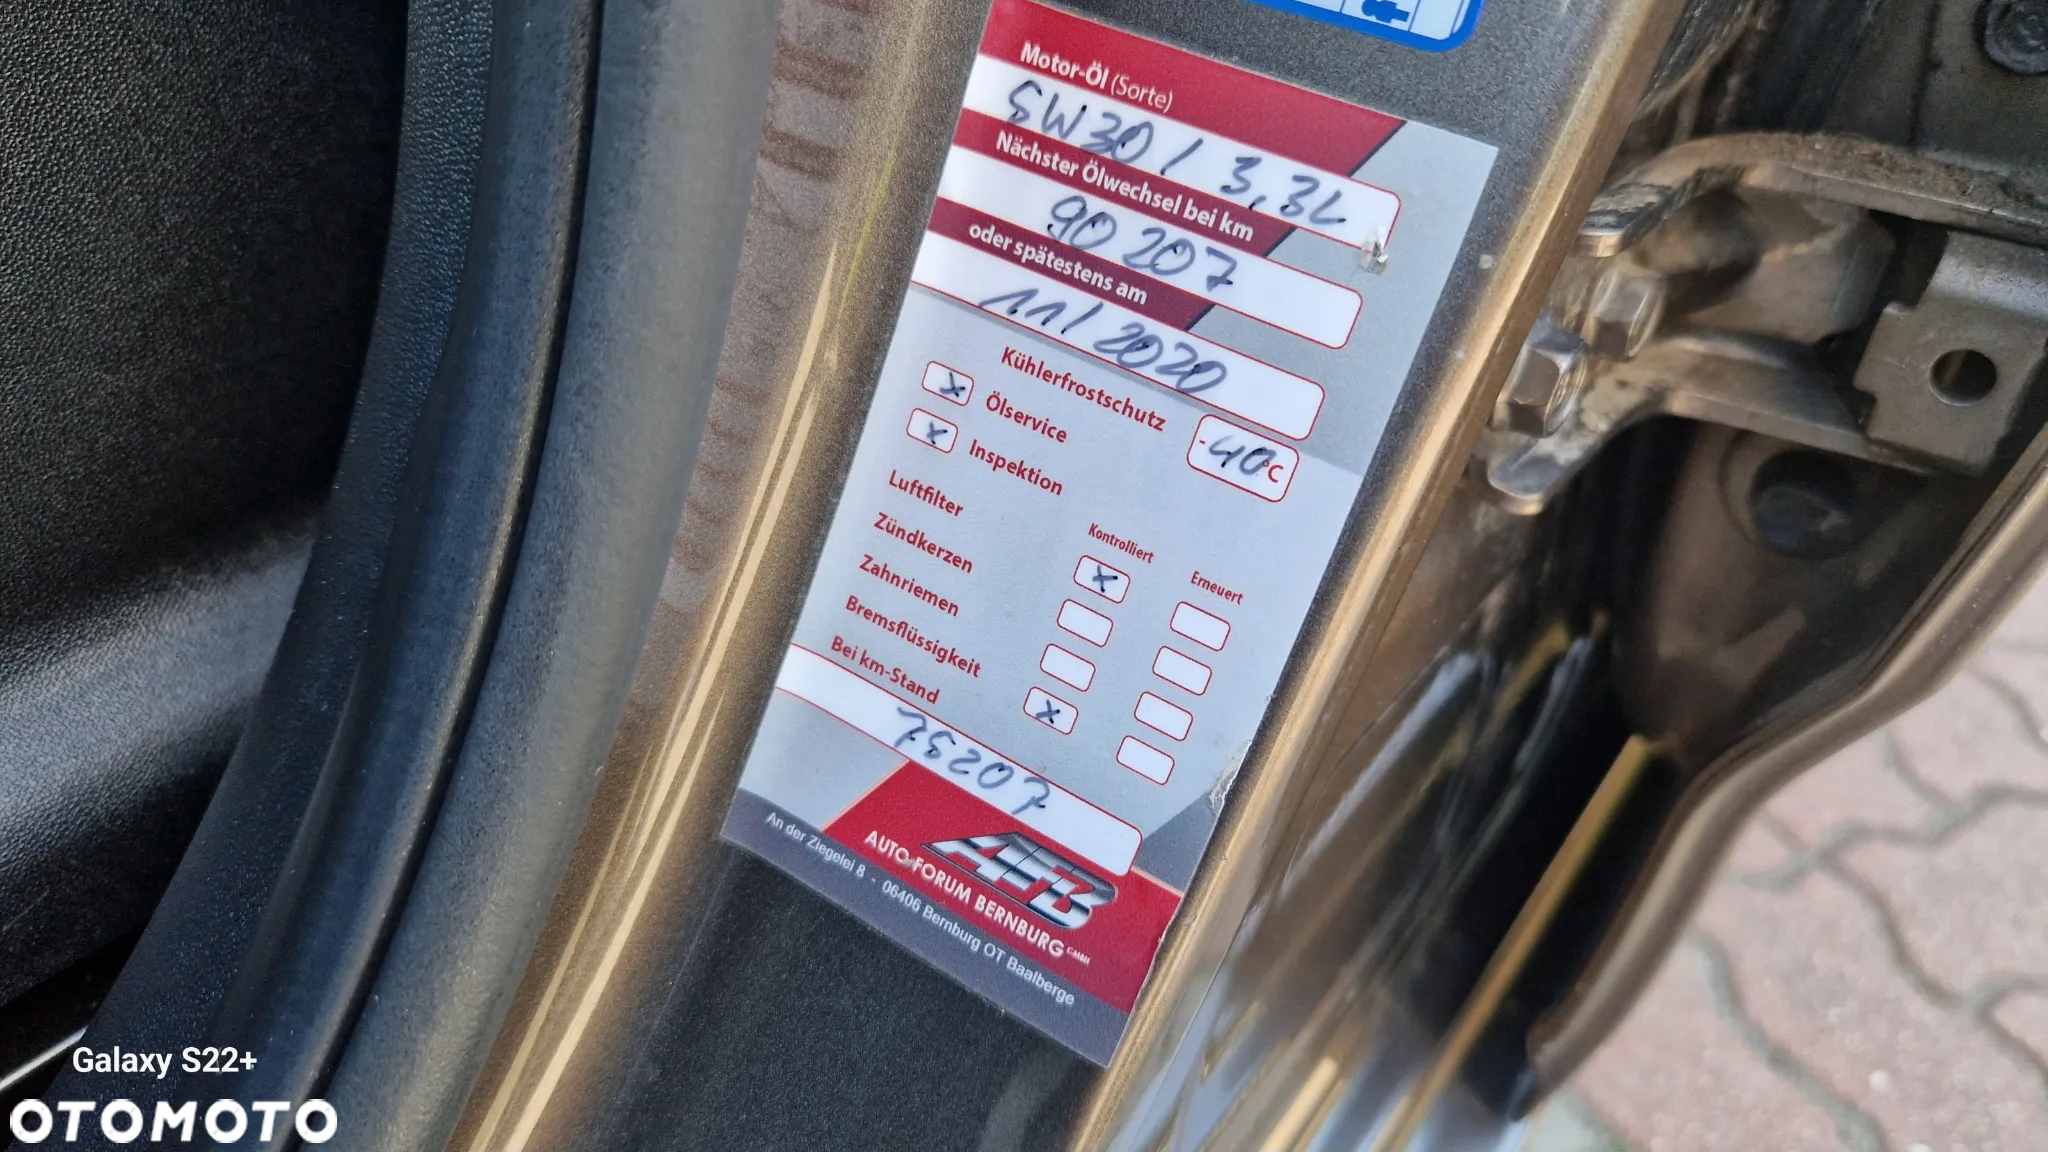 Motor-Öl (Sorte)
5W30 / 3,3L
Nächster Ölwechsel bei km
90 207
oder spätestens am
11/2020
Kühlerfrostschutz
-40°C
x Ölservice
x Inspektion
Kontrolliert Erneuert
Luftfilter x
Zündkerzen
Zahnriemen
Bremsflüssigkeit x
Bei km-Stand
75207
AFB
AUTO-FORUM BERNBURG GMBH
An der Ziegelei 8 - 06406 Bernburg OT Baalberge
Galaxy S22+
OTOMOTO